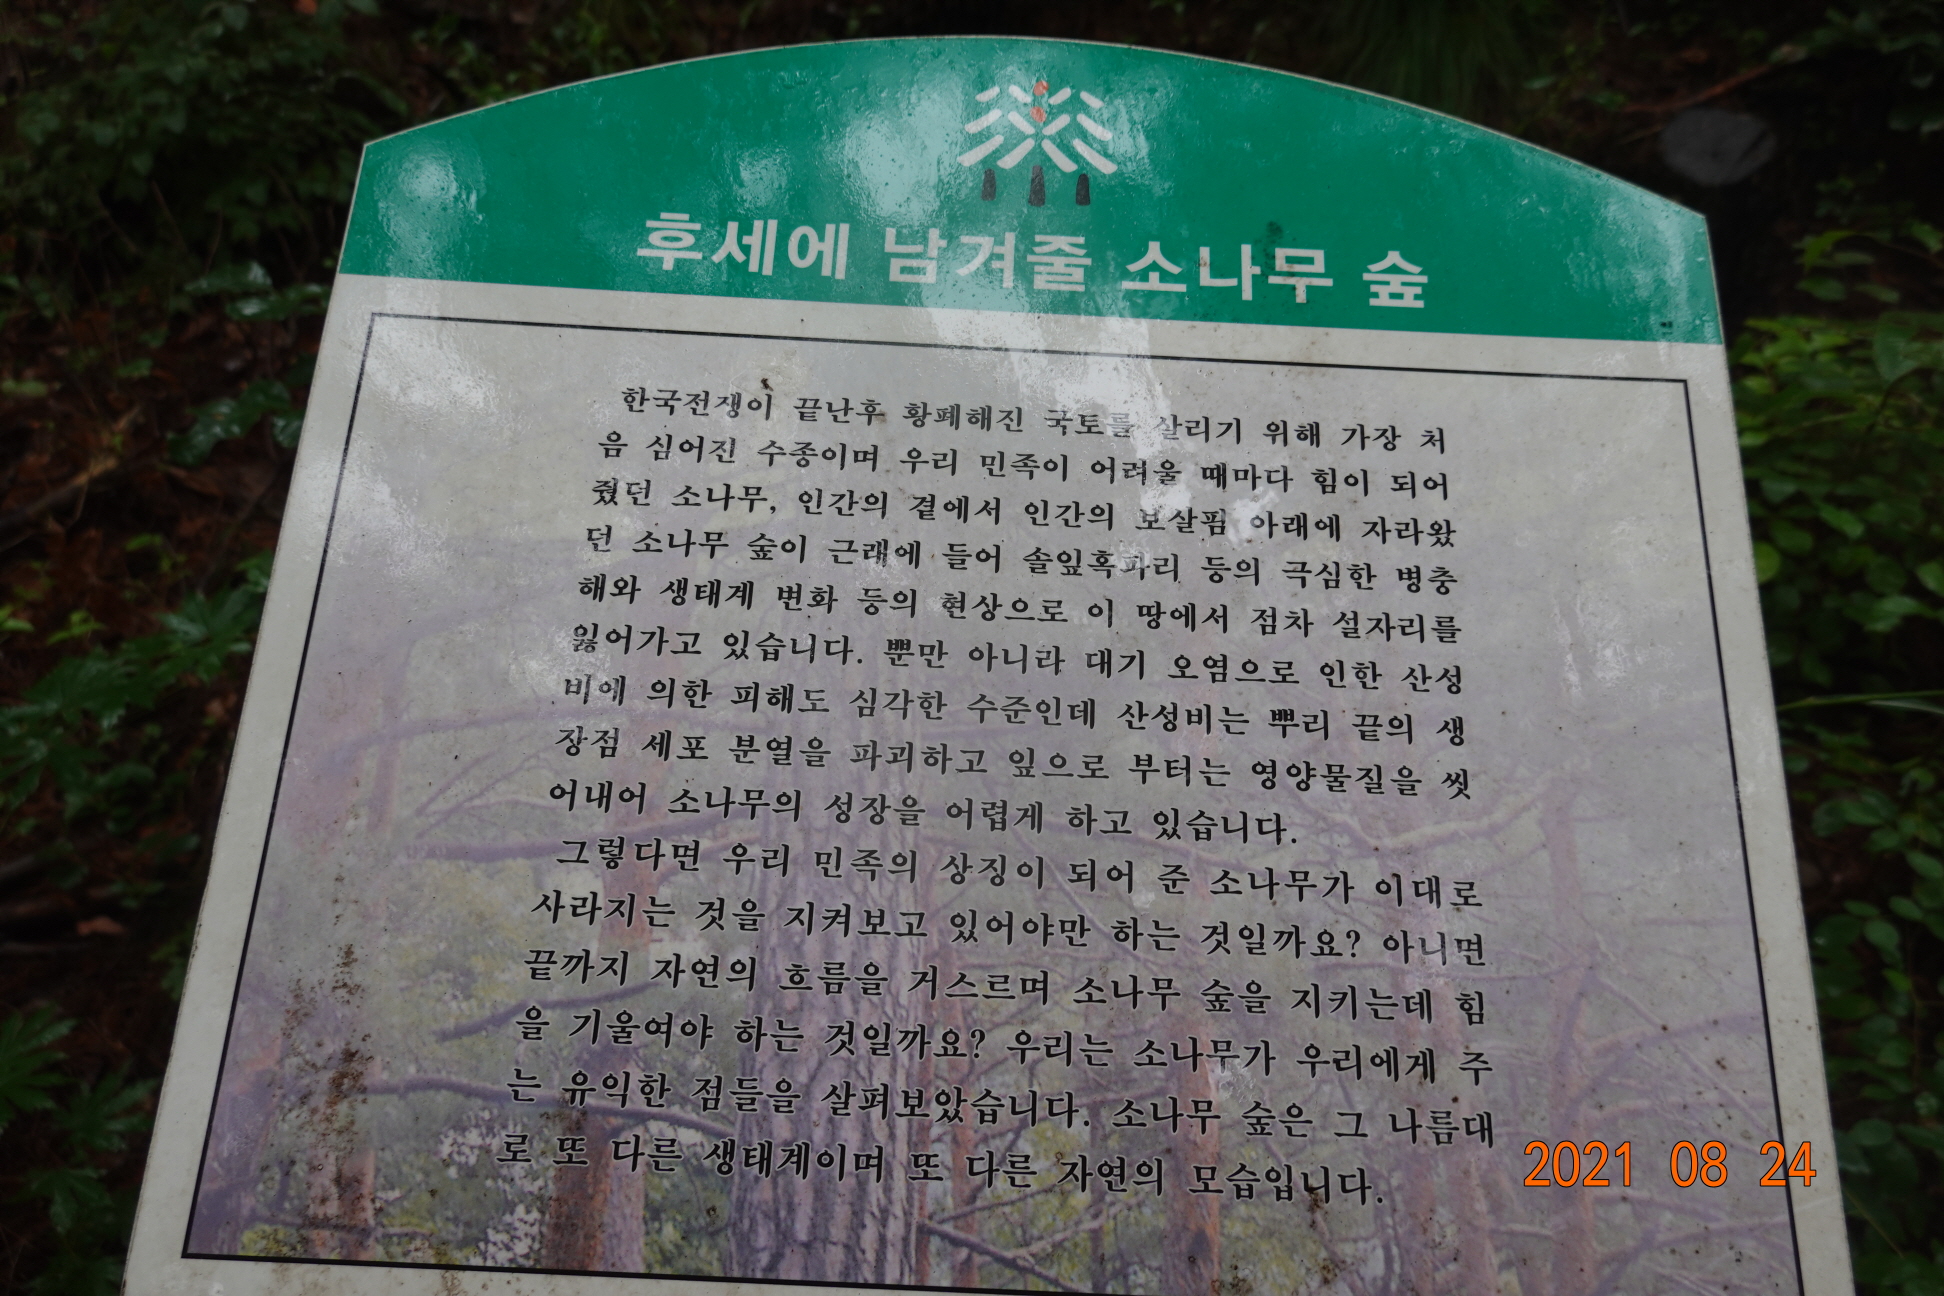 후세에 남겨줄 소나무 숲
한국전쟁이 끝난후 황폐해진 국토를 살리기 위해 가장 처
음 심어진 수종이며 우리 민족이 어려울 때마다 힘이 되어
줬던 소나무, 인간의 곁에서 인간의 보살핌 아래에 자라왔
던 소나무 숲이 근래에 들어 솔잎혹파리 등의 극심한 병충
해와 생태계 변화 등의 현상으로 이 땅에서 점차 설자리를
잃어가고 있습니다. 뿐만 아니라 대기 오염으로 인한 산성
비에 의한 피해도 심각한 수준인데 산성비는 뿌리 끝의 생
장점 세포 분열을 파괴하고 잎으로 부터는 영양물질을 씻
어내어 소나무의 성장을 어렵게 하고 있습니다.
그렇다면 우리 민족의 상징이 되어 준 소나무가 이대로
사라지는 것을 지켜보고 있어야만 하는 것일까요? 아니면
끝까지 자연의 흐름을 거스르며 소나무 숲을 지키는데 힘
을 기울여야 하는 것일까요? 우리는 소나무가 우리에게 주
는 유익한 점들을 살펴보았습니다. 소나무 숲은 그 나름대
로 또 다른 생태계이며 또 다른 자연의 모습입니다.
2021 08 24